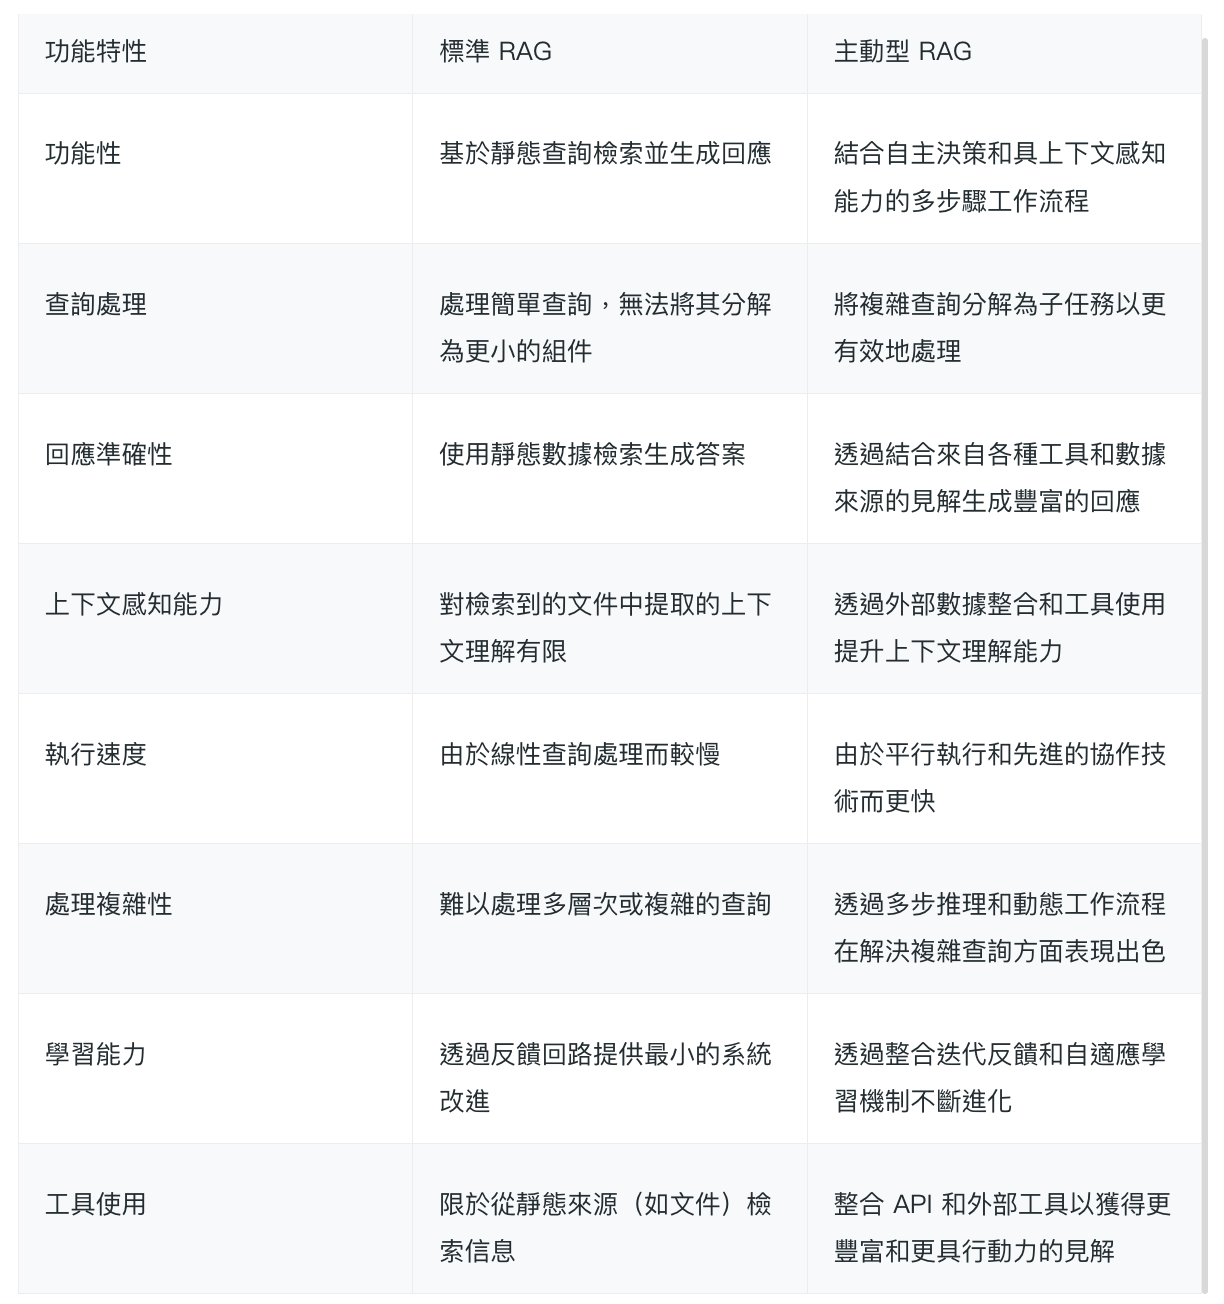 功能特性
標準 RAG
主動型 RAG
功能性
基於靜態查詢檢索並生成回應
結合自主決策和具上下文感知
能力的多步驟工作流程
查詢處理
處理簡單查詢，無法將其分解
為更小的組件
將複雜查詢分解為子任務以更
有效地處理
回應準確性
使用靜態數據檢索生成答案
透過結合來自各種工具和數據
來源的見解生成豐富的回應
上下文感知能力
對檢索到的文件中提取的上下
文理解有限
透過外部數據整合和工具使用
提升上下文理解能力
執行速度
由於線性查詢處理而較慢
由於平行執行和先進的協作技
術而更快
處理複雜性
難以處理多層次或複雜的查詢
透過多步推理和動態工作流程
在解決複雜查詢方面表現出色
學習能力
透過反饋回路提供最小的系統
改進
透過整合迭代反饋和自適應學
習機制不斷進化
工具使用
限於從靜態來源（如文件）檢
索信息
整合 API 和外部工具以獲得更
豐富和更具行動力的見解